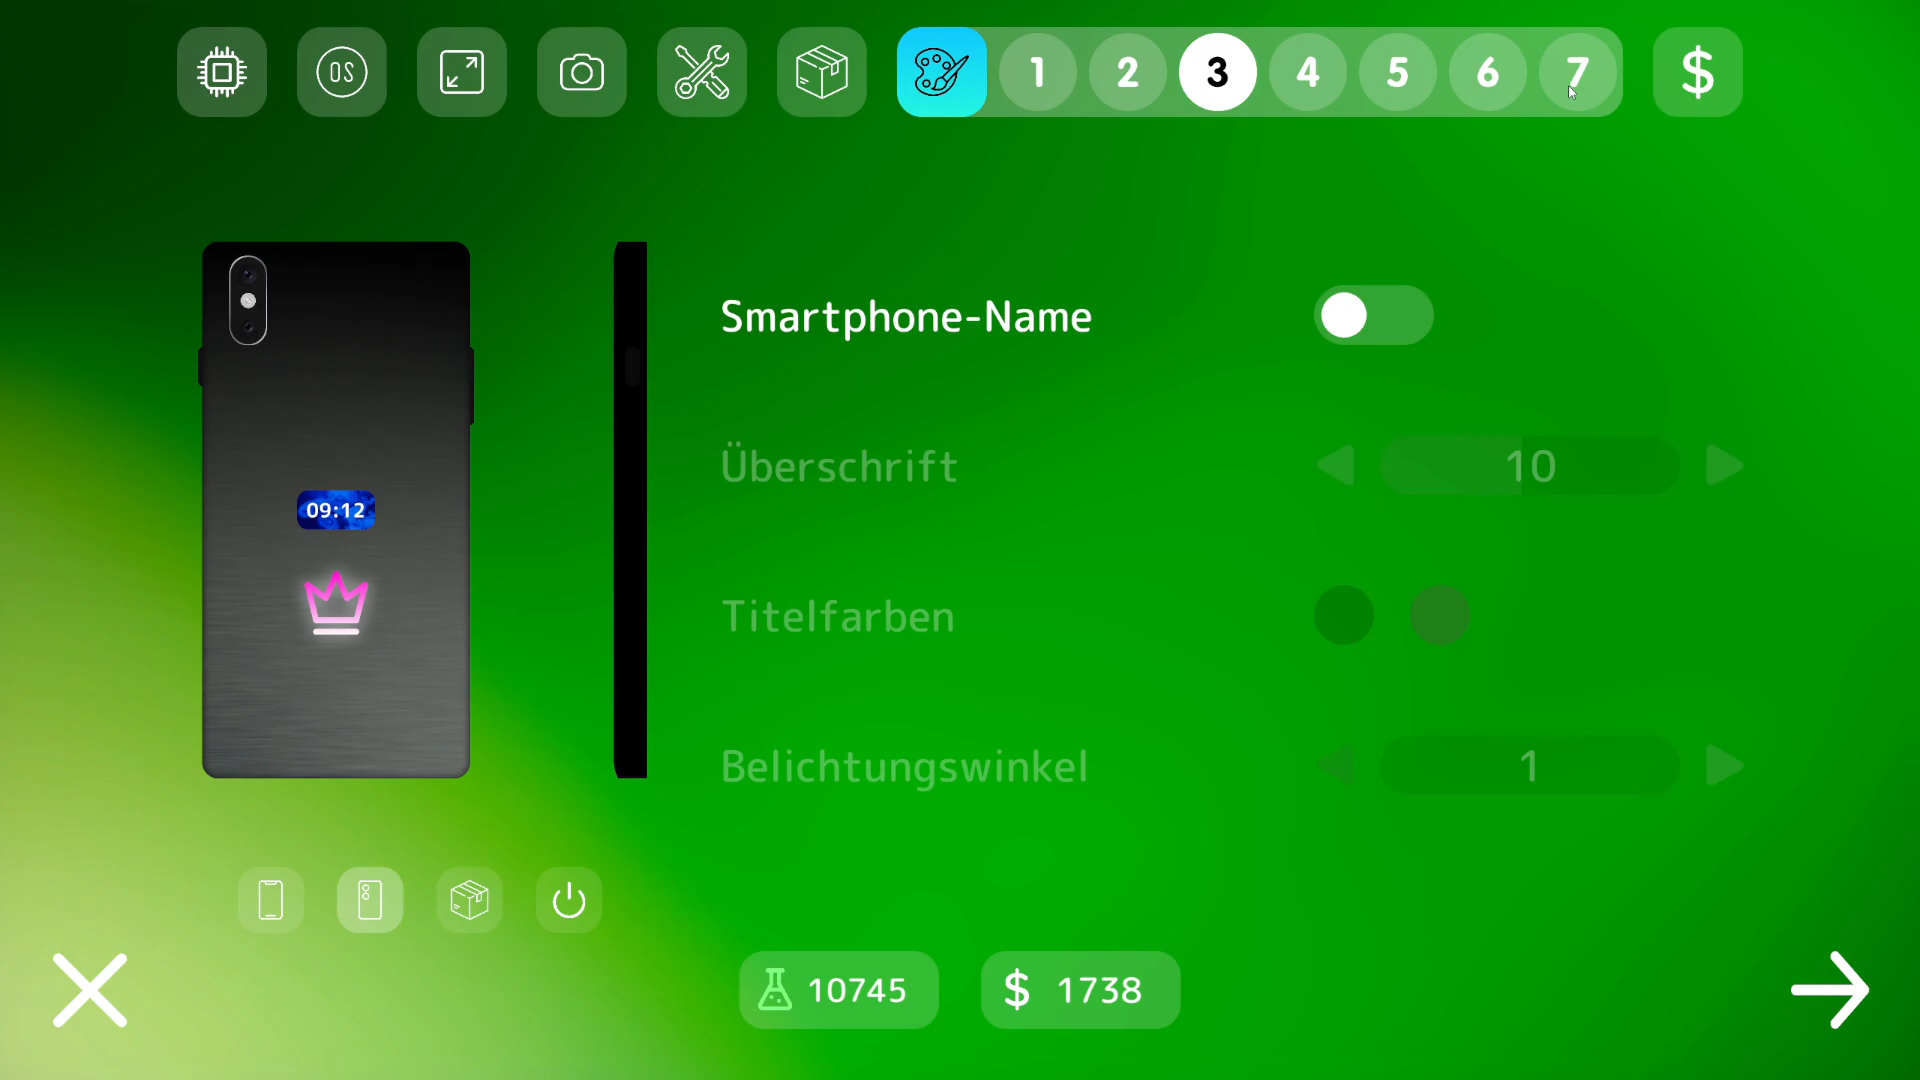 OS
1 2 3 4 5 6 7 $
Smartphone-Name
Überschrift
10
09:12
Titelfarben
Belichtungswinkel
1
10745
$ 1738